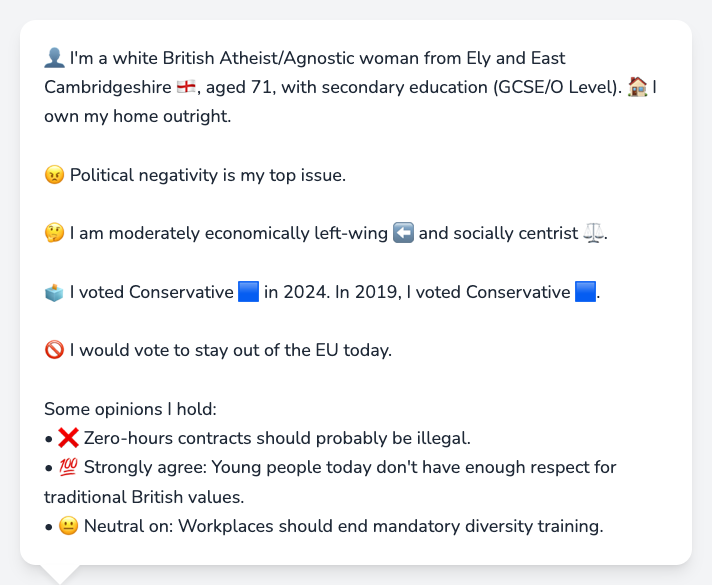 👤 I'm a white British Atheist/Agnostic woman from Ely and East
Cambridgeshire 🏴󠁧󠁢󠁥󠁮󠁧󠁿, aged 71, with secondary education (GCSE/O Level). 🏠 I
own my home outright.
😠 Political negativity is my top issue.
🤔 I am moderately economically left-wing ⬅️ and socially centrist ⚖️.
🗳️ I voted Conservative 🟦 in 2024. In 2019, I voted Conservative 🟦.
🚫 I would vote to stay out of the EU today.
Some opinions I hold:
• ❌ Zero-hours contracts should probably be illegal.
• 💯 Strongly agree: Young people today don't have enough respect for
traditional British values.
• 😐 Neutral on: Workplaces should end mandatory diversity training.